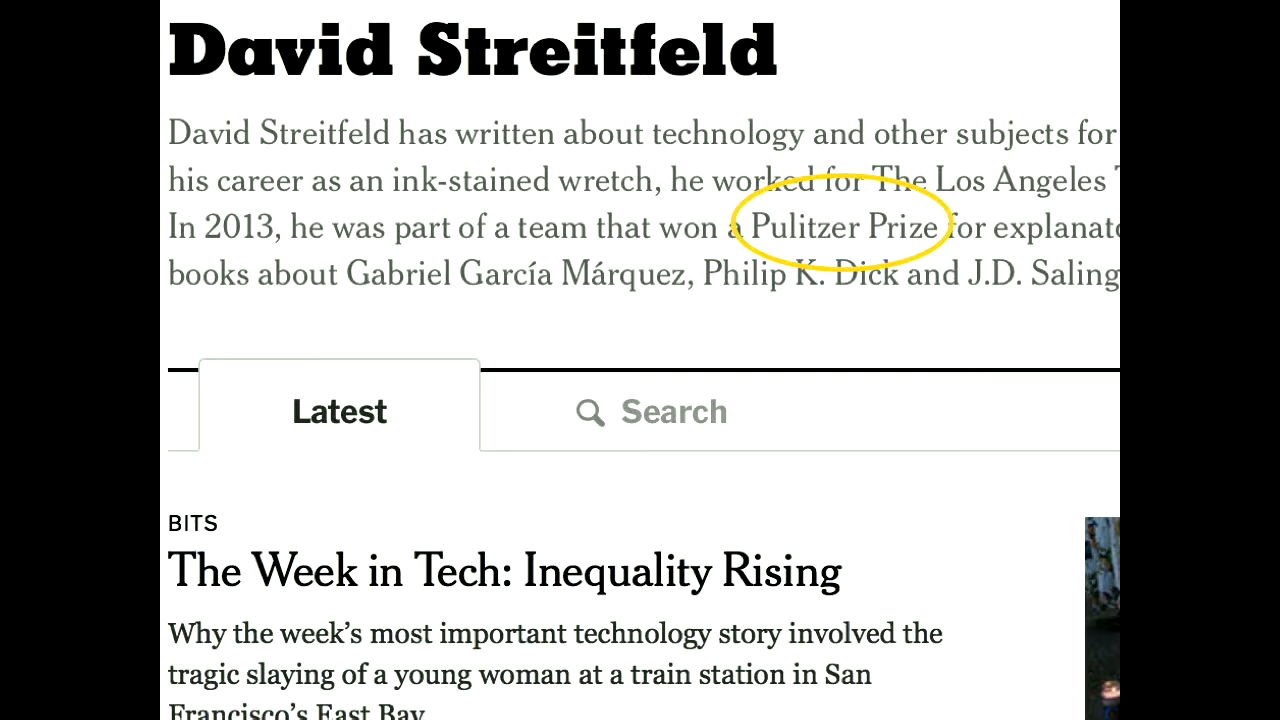 David Streitfeld
David Streitfeld has written about technology and other subjects for
his career as an ink-stained wretch, he worked for The Los Angeles
In 2013, he was part of a team that won a Pulitzer Prize for explanat
books about Gabriel García Márquez, Philip K. Dick and J.D. Saling
Latest
Search
BITS
The Week in Tech: Inequality Rising
Why the week’s most important technology story involved the
tragic slaying of a young woman at a train station in San
Francisco’s East Bay